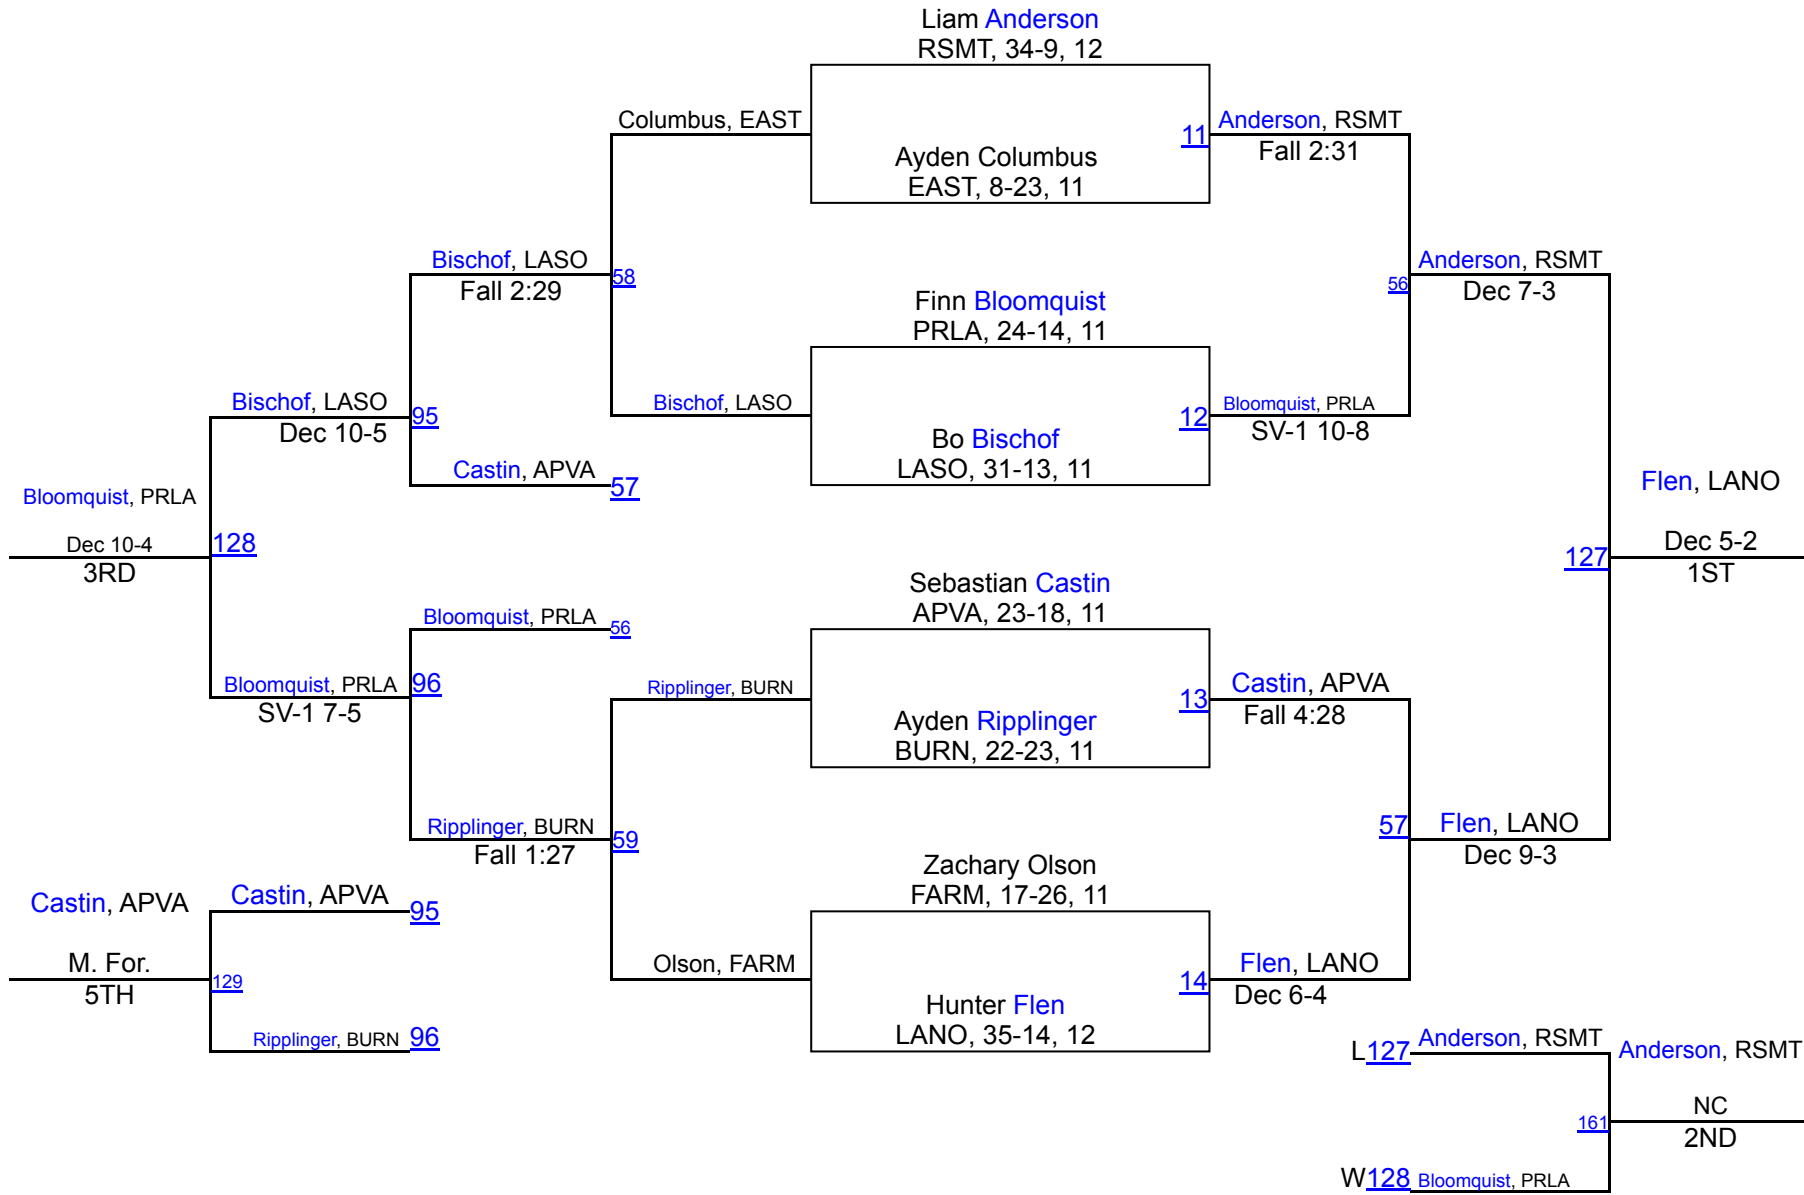 Liam Anderson
RSMT, 34-9, 12
Columbus, EAST
11
Anderson, RSMT
Fall 2:31
Ayden Columbus
EAST, 8-23, 11
Bischof, LASO
Fall 2:29
58
56
Anderson, RSMT
Dec 7-3
Finn Bloomquist
PRLA, 24-14, 11
Bischof, LASO
Dec 10-5
95
Bischof, LASO
12
Bloomquist, PRLA
SV-1 10-8
Bo Bischof
LASO, 31-13, 11
Castin, APVA
57
Bloomquist, PRLA
Dec 10-4
3RD
128
Flen, LANO
127
Dec 5-2
1ST
Sebastian Castin
APVA, 23-18, 11
Bloomquist, PRLA
56
Bloomquist, PRLA
SV-1 7-5
96
Ripplinger, BURN
13
Castin, APVA
Fall 4:28
Ayden Ripplinger
BURN, 22-23, 11
Ripplinger, BURN
Fall 1:27
59
57
Flen, LANO
Dec 9-3
Zachary Olson
FARM, 17-26, 11
Castin, APVA
Castin, APVA
95
M. For.
5TH
129
Olson, FARM
14
Flen, LANO
Dec 6-4
Hunter Flen
LANO, 35-14, 12
Ripplinger, BURN
96
L127
Anderson, RSMT
Anderson, RSMT
161
NC
2ND
W128
Bloomquist, PRLA